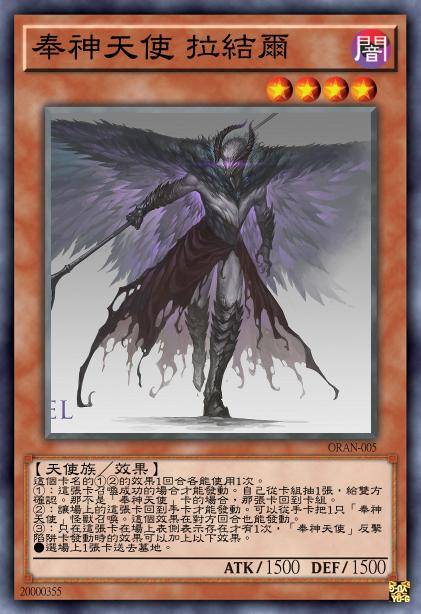 奉神天使 拉結爾
闇
EL
ORAN-005
【天使族／效果】
這個卡名的①②的效果1回合各能使用1次。
①：這張卡召喚成功的場合才能發動。自己從卡組抽1張，給雙方
確認。那不是「奉神天使」卡的場合，那張卡回到卡組。
②：讓場上的這張卡回到手卡才能發動。可以從手卡把1只「奉神
天使」怪獸召喚。這個效果在對方回合也能發動。
③：只在這張卡在場上表側表示存在才有1次，「奉神天使」反擊
陷阱卡發動時的效果可以加上以下效果。
●選場上1張卡送去墓地。
ATK/1500 DEF/1500
20000355